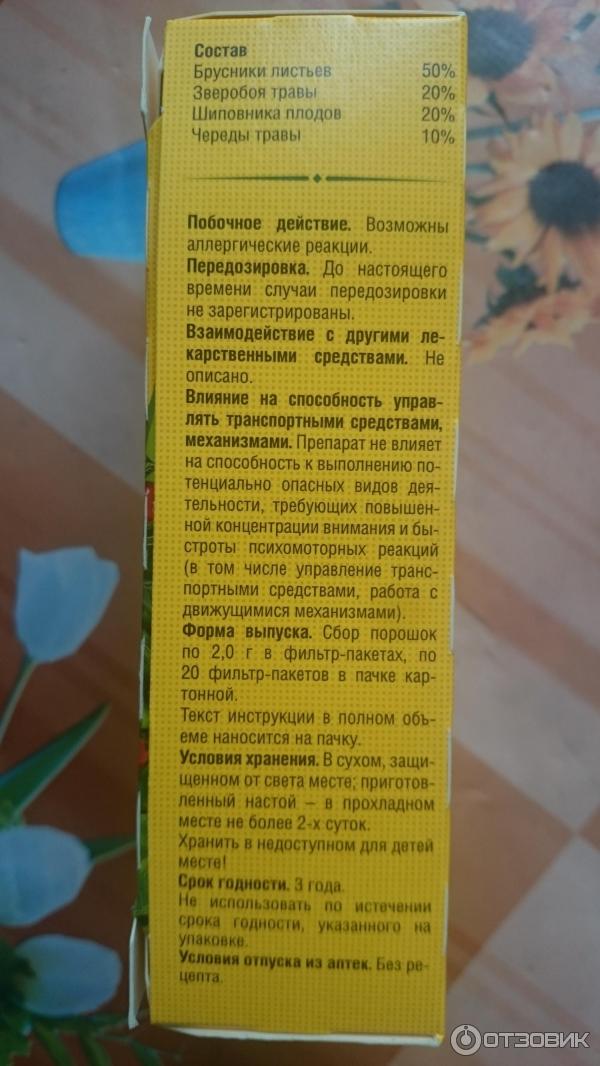 Состав
Брусники листьев 50%
Зверобоя травы 20%
Шиповника плодов 20%
Череды травы 10%
Побочное действие. Возможны
аллергические реакции.
Передозировка. До настоящего
времени случаи передозировки
не зарегистрированы.
Взаимодействие с другими ле-
карственными средствами. Не
описано.
Влияние на способность управ-
лять транспортными средствами,
механизмами. Препарат не влияет
на способность к выполнению по-
тенциально опасных видов дея-
тельности, требующих повышен-
ной концентрации внимания и бы-
строты психомоторных реакций
(в том числе управление транс-
портными средствами, работа с
движущимися механизмами).
Форма выпуска. Сбор порошок
по 2,0 г в фильтр-пакетах, по
20 фильтр-пакетов в пачке кар-
тонной.
Текст инструкции в полном объ-
еме наносится на пачку.
Условия хранения. В сухом, защи-
щенном от света месте; приготов-
ленный настой – в прохладном
месте не более 2-х суток.
Хранить в недоступном для детей
месте!
Срок годности. 3 года.
Не использовать по истечении
срока годности, указанного на
упаковке.
Условия отпуска из аптек. Без ре-
цепта.
ОТЗОВИК